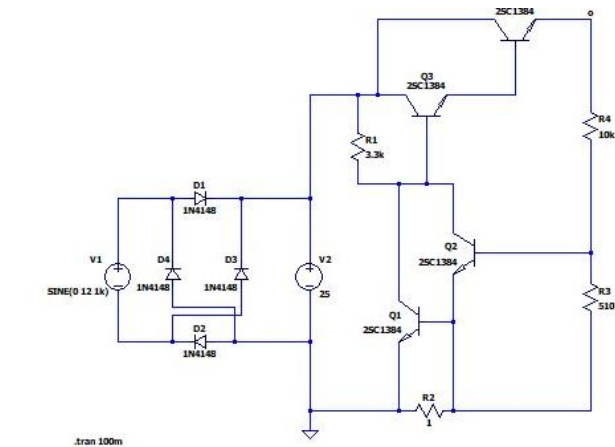 2SC1384
Q3
2SC1384
R4
10k
R1
3.3k
D1
1N4148
V1
D4
D3
V2
Q2
2SC1384
SINE(0 12 1k)
1N4148
1N4148
25
R3
510
D2
1N4148
Q1
2SC1384
R2
1
.tran 100m